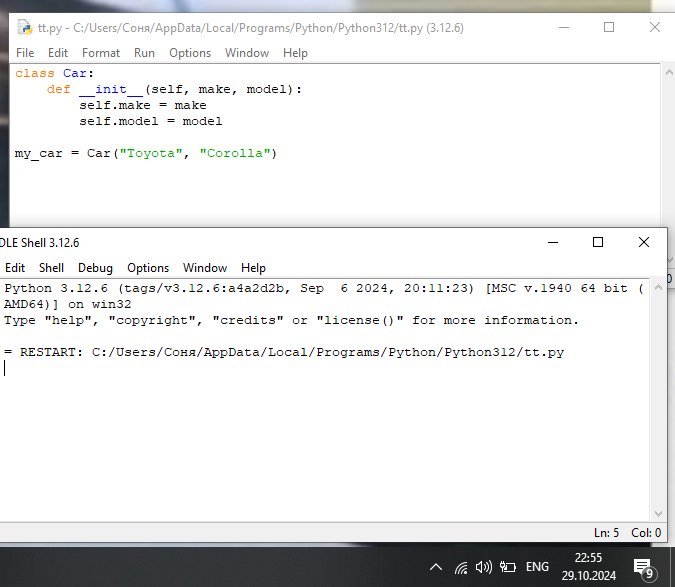 tt.py - C:/Users/Соня/AppData/Local/Programs/Python/Python312/tt.py (3.12.6)
File Edit Format Run Options Window Help
class Car:
    def __init__(self, make, model):
        self.make = make
        self.model = model
my_car = Car("Toyota", "Corolla")
DLE Shell 3.12.6
Edit Shell Debug Options Window Help
0
Python 3.12.6 (tags/v3.12.6:a4a2d2b, Sep  6 2024, 20:11:23) [MSC v.1940 64 bit (
AMD64)] on win32
Type "help", "copyright", "credits" or "license()" for more information.
= RESTART: C:/Users/Соня/AppData/Local/Programs/Python/Python312/tt.py
Ln: 5 Col: 0
ENG
22:55
29.10.2024
9